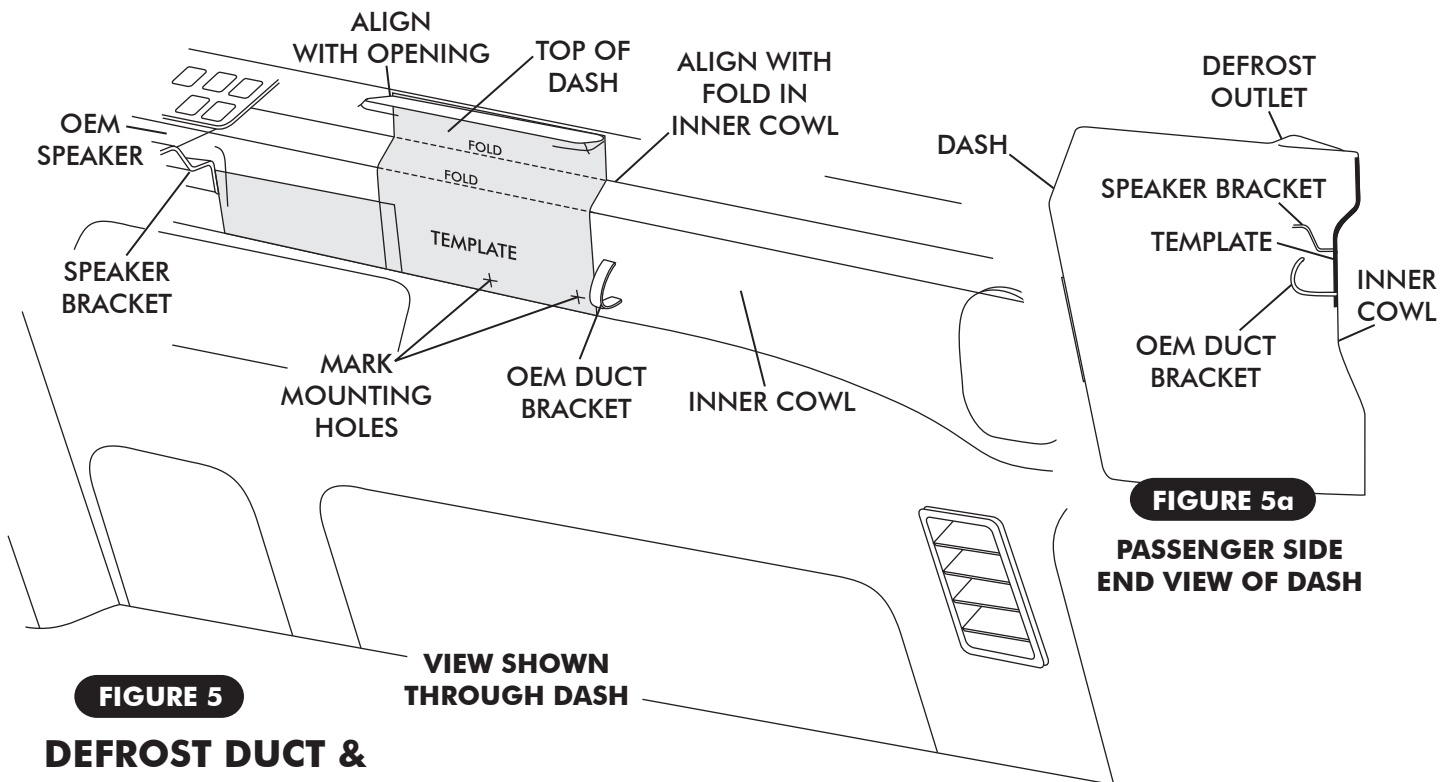 ALIGN
WITH OPENING
TOP OF
DASH
ALIGN WITH
FOLD IN
INNER COWL
OEM
SPEAKER
FOLD
FOLD
TEMPLATE
SPEAKER
BRACKET
MARK
MOUNTING
HOLES
OEM DUCT
BRACKET
INNER COWL
VIEW SHOWN
THROUGH DASH
FIGURE 5
DEFROST DUCT &
DEFROST
OUTLET
DASH
SPEAKER BRACKET
TEMPLATE
INNER
COWL
OEM DUCT
BRACKET
FIGURE 5a
PASSENGER SIDE
END VIEW OF DASH